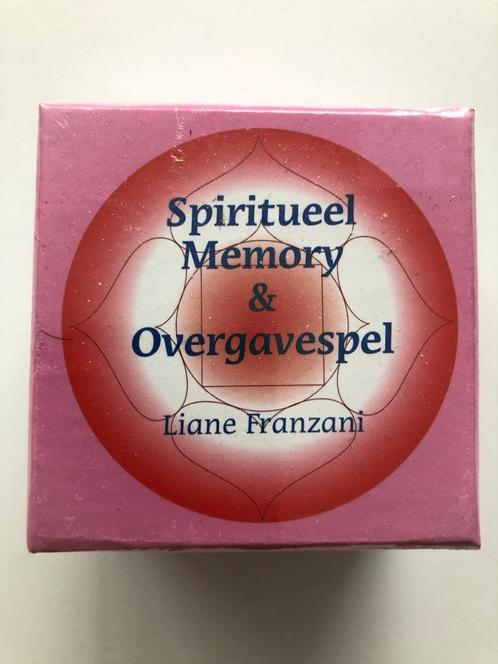 Spiritueel
Memory
&
Overgavespel
Liane Franzani